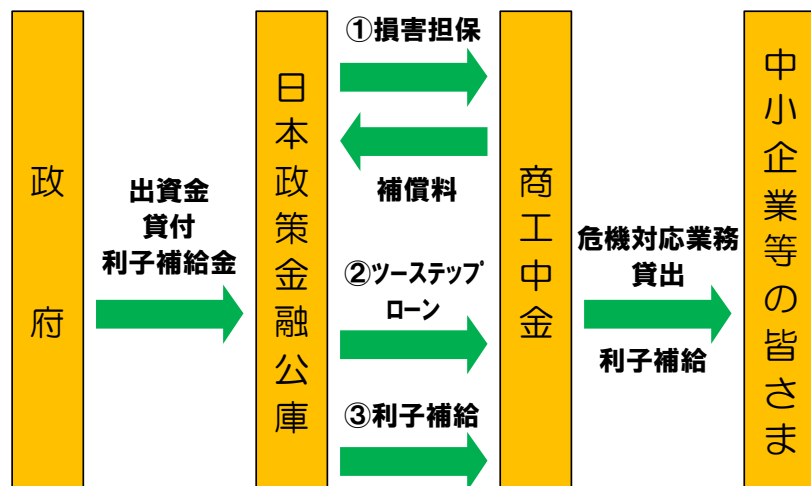 政府
出資金
貸付
利子補給金
日本政策金融公庫
①損害担保
補償料
②ツーステップ
ローン
③利子補給
商工中金
危機対応業務
貸出
利子補給
中小企業等の皆さま